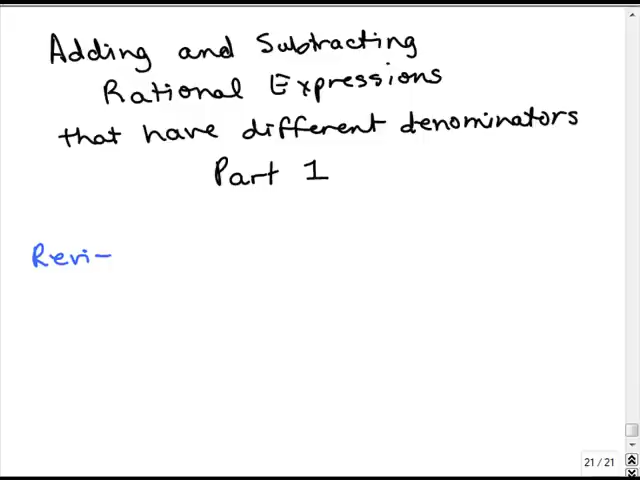 Adding and Subtracting
Rational Expressions
that have different denominators
Part 1
Revi-
21 / 21